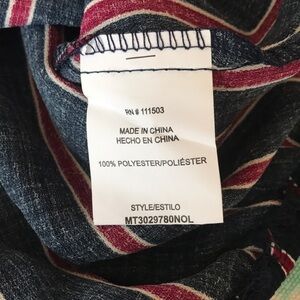 RN # 111503
MADE IN CHINA
HECHO EN CHINA
100% POLYESTER/POLIÉSTER
STYLE/ESTILO
MT3029780NOL